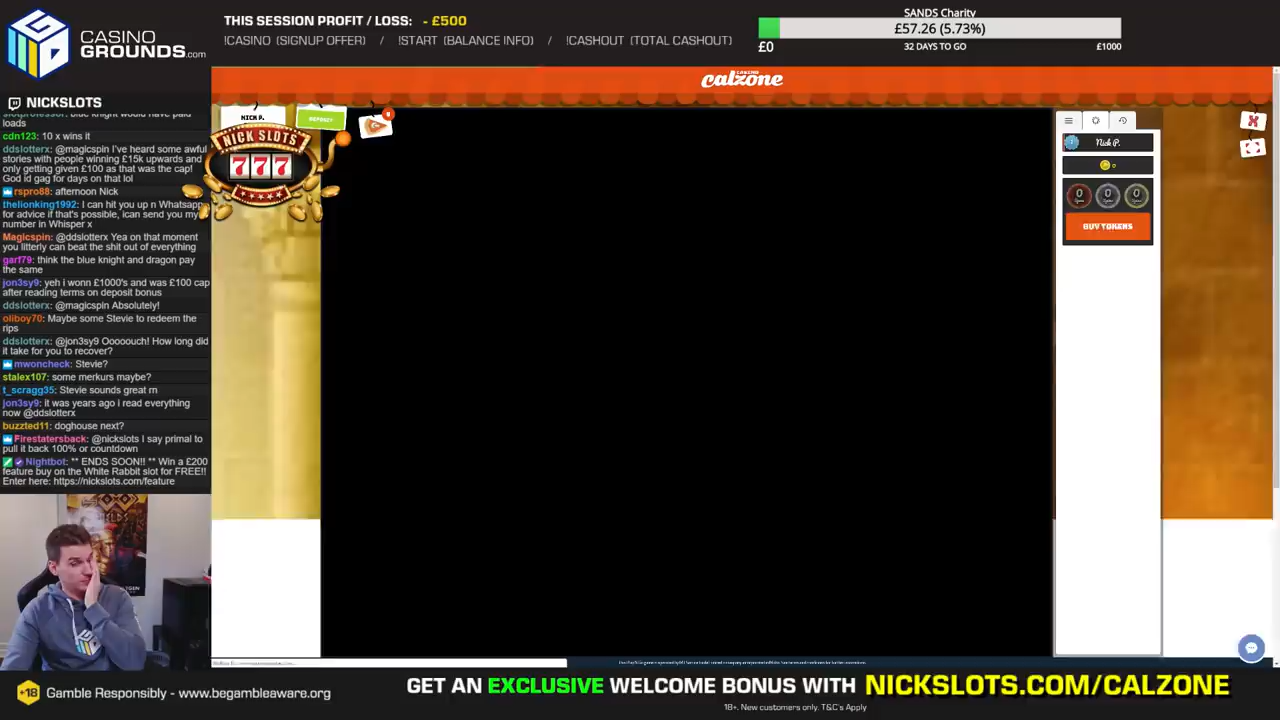 CASINO
GROUNDS.com
THIS SESSION PROFIT / LOSS: - £500
!CASINO (SIGNUP OFFER) / !START (BALANCE INFO) / !CASHOUT (TOTAL CASHOUT)
SANDS Charity
£57.26 (5.73%)
£0
32 DAYS TO GO
£1000
CASINO
calzone
NICKSLOTS
cdn123: 10 x wins it
ddslotterx: @magicspin I've heard some awful
stories with people winning £15k upwards and
only getting given £100 as that was the cap!
God id gag for days on that lol
rspro88: afternoon Nick
thelionking1992: I can hit you up n Whatsapp
for advice if that's possible, ican send you my
number in Whisper x
Magicspin: @ddslotterx Yea on that moment
you litterly can beat the shit out of everything
garf79: think the blue knight and dragon pay
the same
jon3sy9: yeh i wonn £1000's and was £100 cap
after reading terms on deposit bonus
ddslotterx: @magicspin Absolutely!
oliboy70: Maybe some Stevie to redeem the
rips
ddslotterx: @jon3sy9 Ooooouch! How long did
it take for you to recover?
mwoncheck: Stevie?
stalex107: some merkurs maybe?
t_scragg35: Stevie sounds great rn
jon3sy9: it was years ago i read everything
now @ddslotterx
buzzted11: doghouse next?
Firestatersback: @nickslots I say primal to
pull it back 100% or countdown
Nightbot: ** ENDS SOON!! ** Win a £200
feature buy on the White Rabbit slot for FREE!!
Enter here: https://nickslots.com/feature
NICK P.
DEPOSIT
NICK SLOTS
777
Nick P.
0
0 0 0
BUY TOKENS
+18 Gamble Responsibly - www.begambleaware.org
GET AN EXCLUSIVE WELCOME BONUS WITH NICKSLOTS.COM/CALZONE
18+. New customers only. T&C's Apply